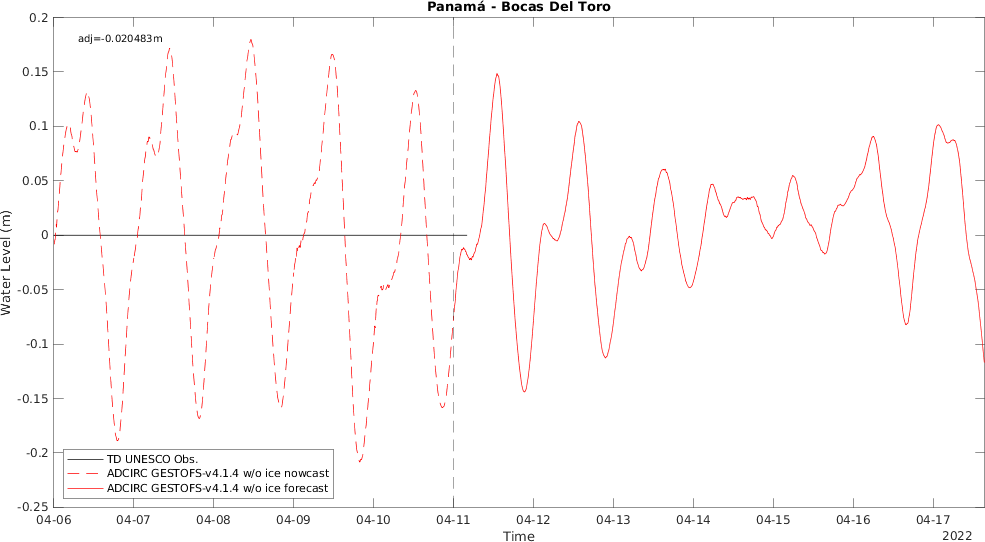 Panamá - Bocas Del Toro
adj=-0.020483m
0.2
0.15
0.1
0.05
0
-0.05
-0.1
-0.15
-0.2
-0.25
Water Level (m)
TD UNESCO Obs.
ADCIRC GESTOFS-v4.1.4 w/o ice nowcast
ADCIRC GESTOFS-v4.1.4 w/o ice forecast
04-06 04-07 04-08 04-09 04-10 04-11 04-12 04-13 04-14 04-15 04-16 04-17
Time
2022